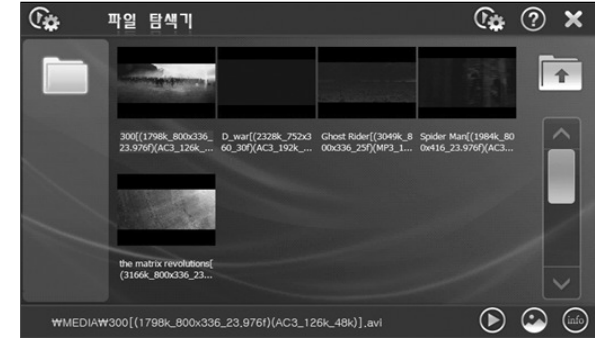 파일 탐색기
?
300[(1798k_800x336_
23.976f)(AC3_126k_...
D_war[(2328k_752x3
60_30f)(AC3_192k_...
Ghost Rider[(3049k_8
00x336_25f)(MP3_1...
Spider Man[(1984k_80
0x416_23.976f)(AC3...
the matrix revolutions[
(3166k_800x336_23...
₩MEDIA₩300[(1798k_800x336_23,976f)(AC3_126k_48k)],avi
info